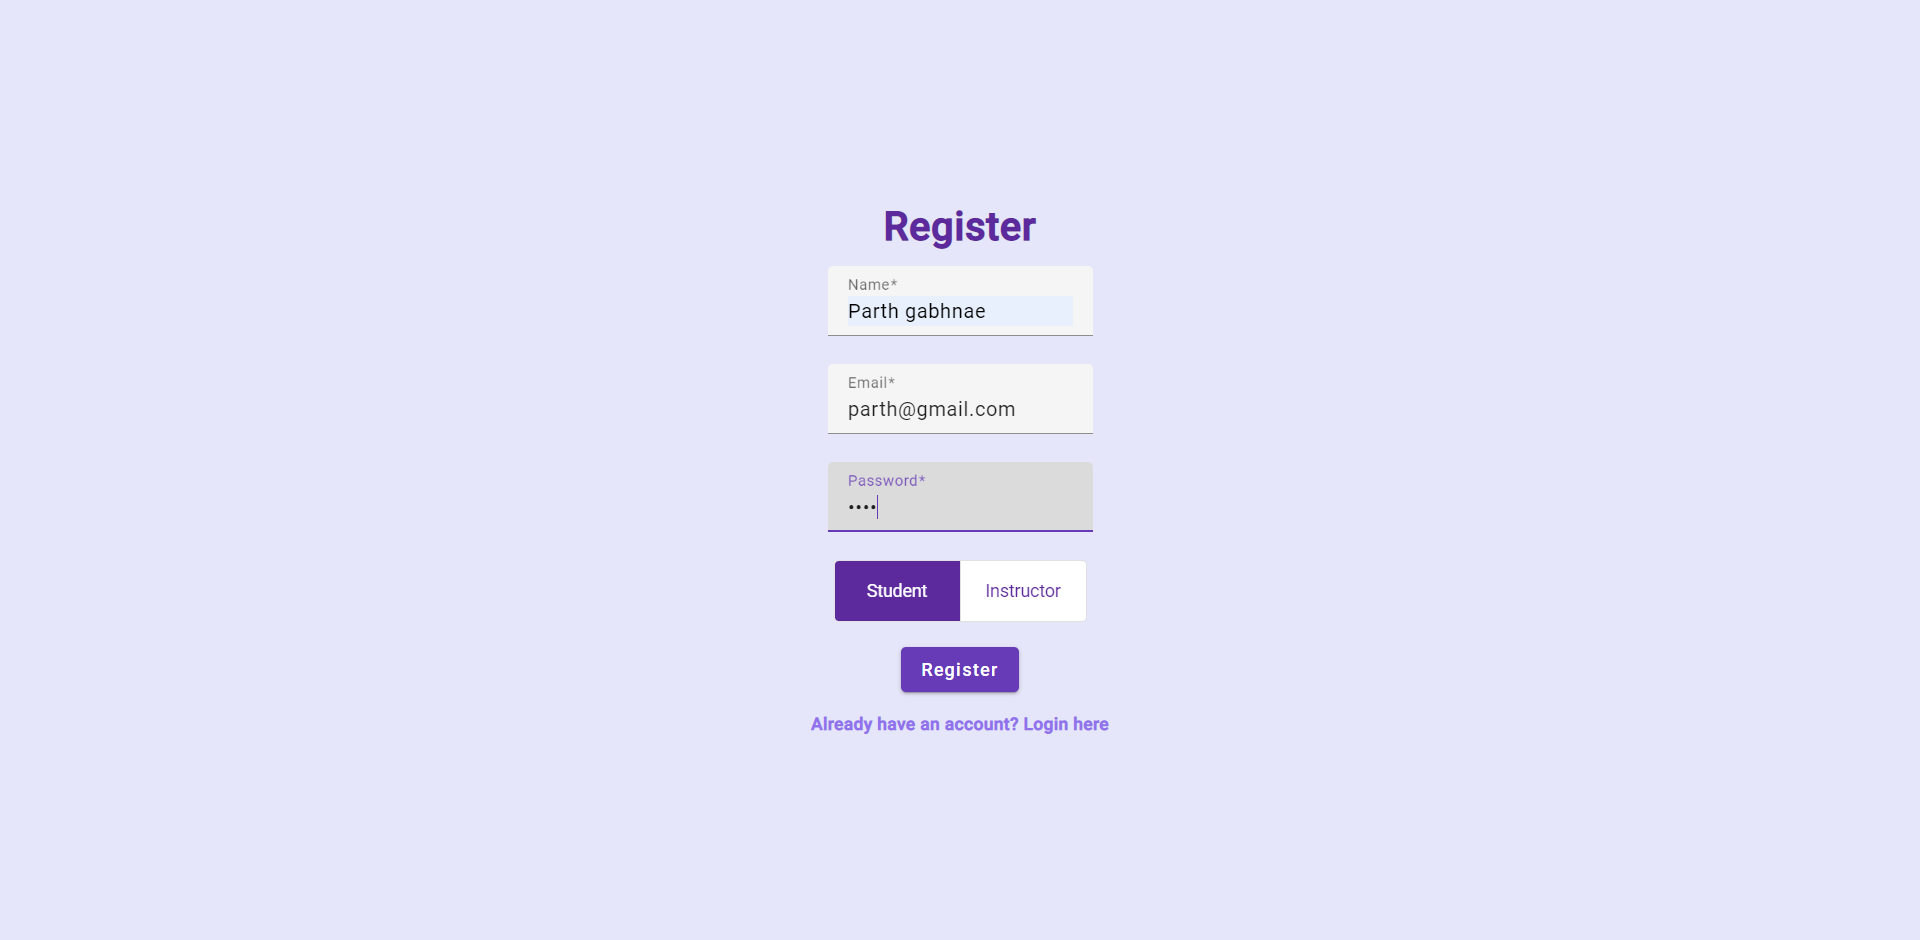 Register
Name*
Parth gabhnae
Email*
parth@gmail.com
Password*
••••
Student Instructor
Register
Already have an account? Login here